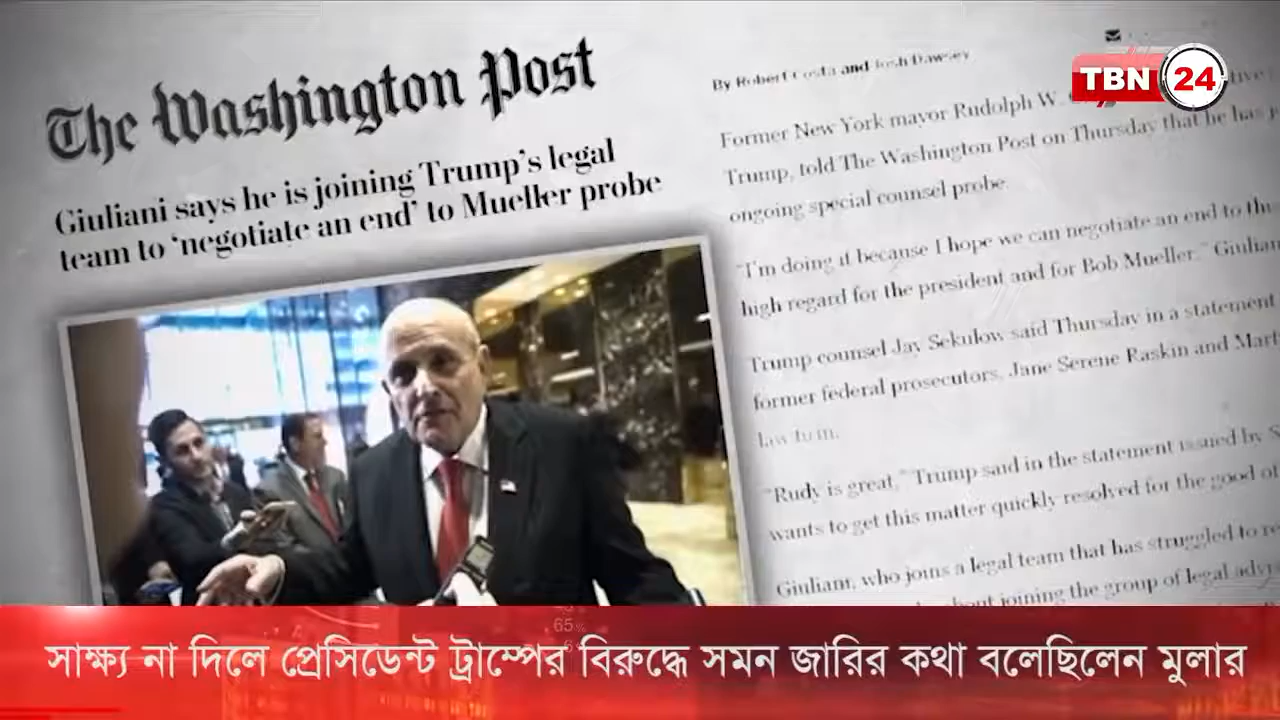 The Washington Post
Giuliani says he is joining Trump's legal
team to 'negotiate an end' to Mueller probe
By Robert Costa and Josh Dawsey
Former New York mayor Rudolph W.
Trump, told The Washington Post on Thursday that he has
ongoing special counsel probe.
"I'm doing it because I hope we can negotiate an end to
high regard for the president and for Bob Mueller."
Trump counsel Jay Sekulow said Thursday in a statement
former federal prosecutors, Jane Serene Raskin and
law firm.
"Rudy is great," Trump said in the statement issued by
wants to get this matter quickly resolved for the good
Giuliani, who joins a legal team that has struggled to
about joining the group of legal
TBN 24
65%
সাক্ষ্য না দিলে প্রেসিডেন্ট ট্রাম্পের বিরুদ্ধে সমন জারির কথা বলেছিলেন মুলার